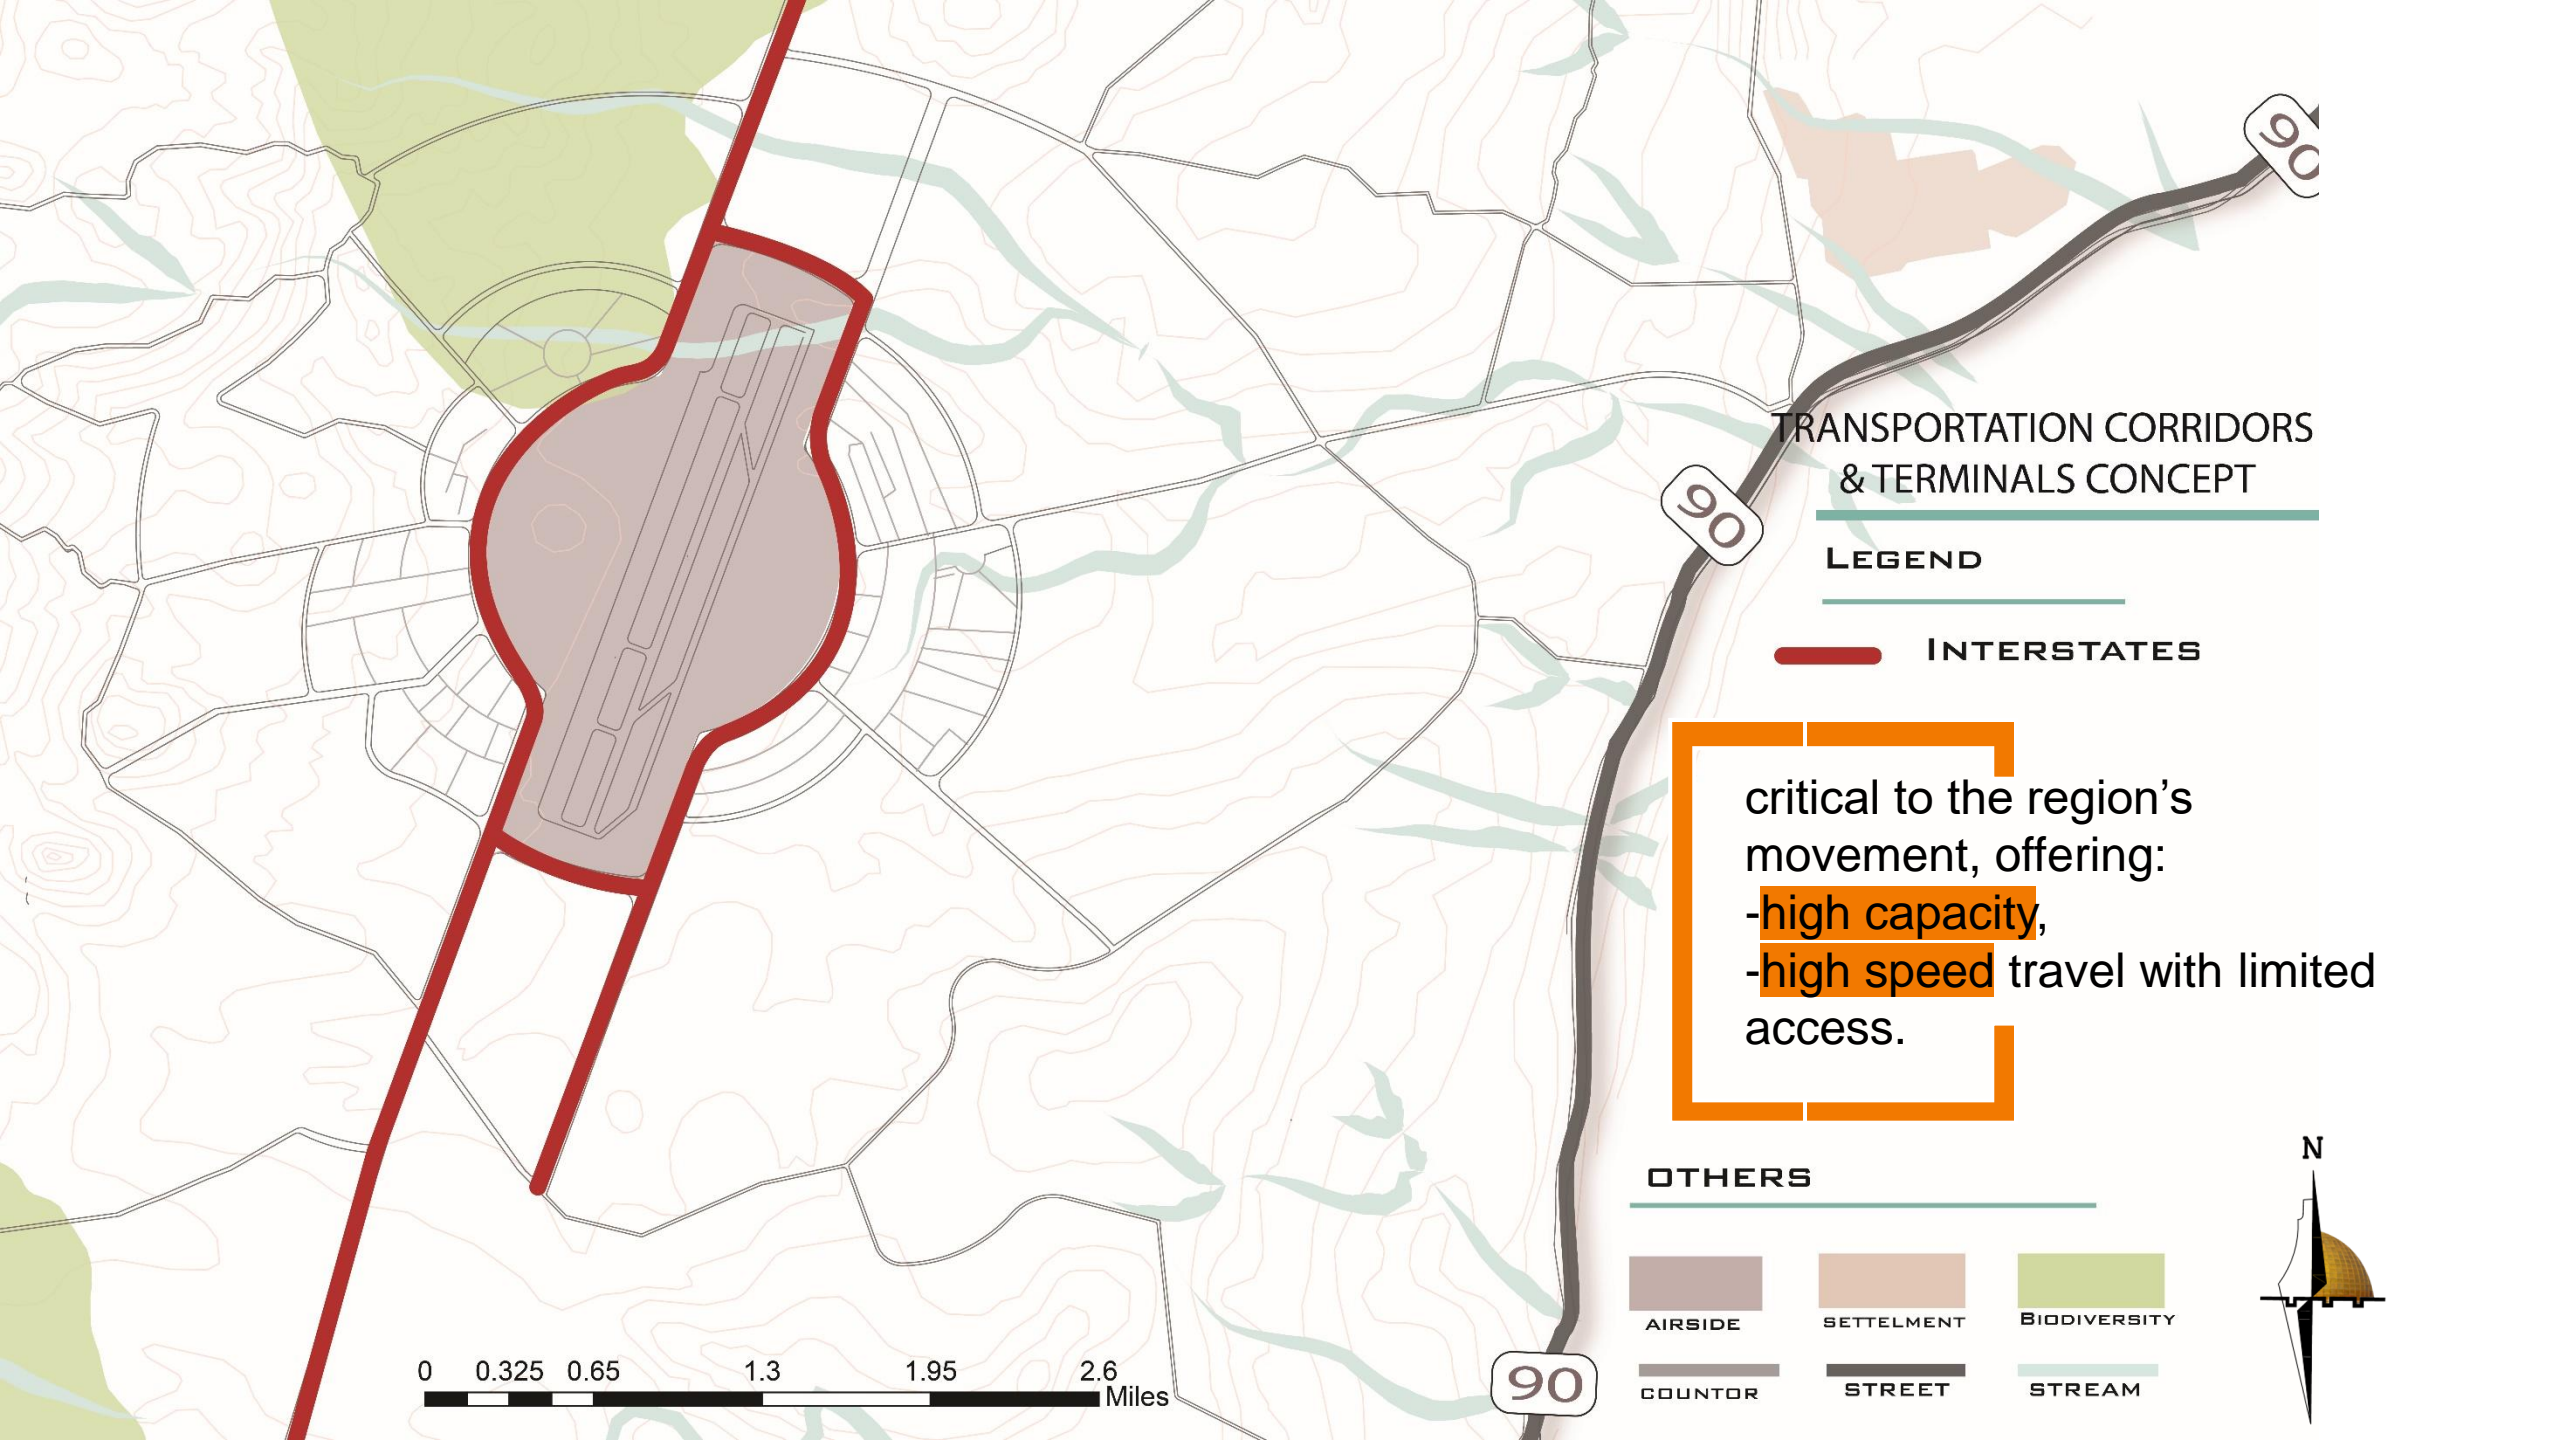 90
TRANSPORTATION CORRIDORS
& TERMINALS CONCEPT
90
LEGEND
INTERSTATES
critical to the region’s
movement, offering:
-high capacity,
-high speed travel with limited
access.
N
OTHERS
AIRSIDE
SETTELMENT
BIODIVERSITY
COUNTOR
STREET
STREAM
90
0 0.325 0.65 1.3 1.95 2.6
Miles